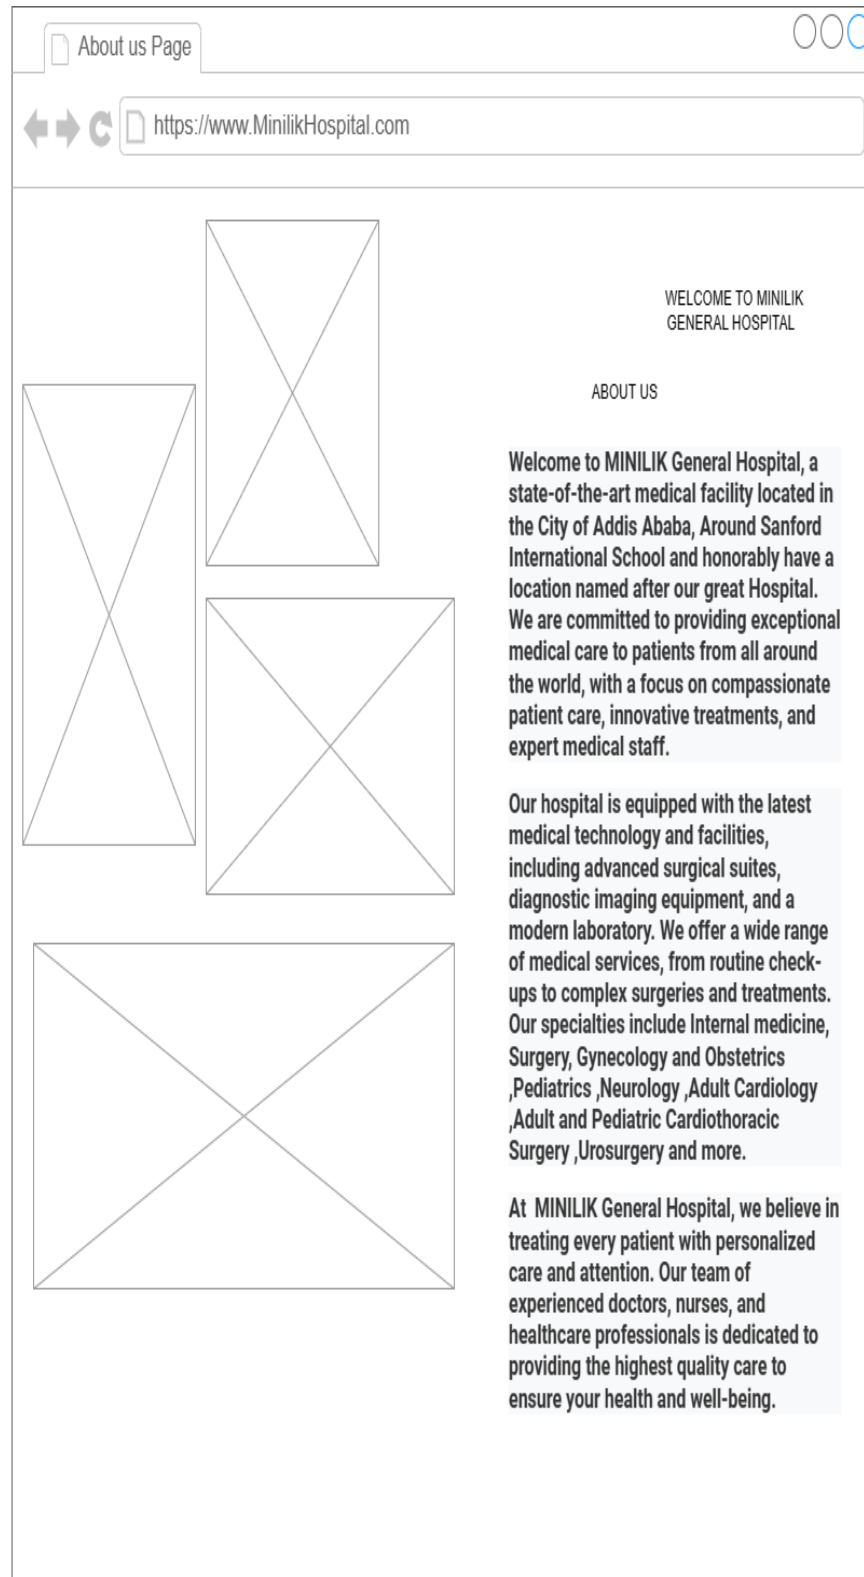 About us Page
https://www.MinilikHospital.com
WELCOME TO MINILIK
GENERAL HOSPITAL
ABOUT US
Welcome to MINILIK General Hospital, a
state-of-the-art medical facility located in
the City of Addis Ababa, Around Sanford
International School and honorably have a
location named after our great Hospital.
We are committed to providing exceptional
medical care to patients from all around
the world, with a focus on compassionate
patient care, innovative treatments, and
expert medical staff.
Our hospital is equipped with the latest
medical technology and facilities,
including advanced surgical suites,
diagnostic imaging equipment, and a
modern laboratory. We offer a wide range
of medical services, from routine check-
ups to complex surgeries and treatments.
Our specialties include Internal medicine,
Surgery, Gynecology and Obstetrics
,Pediatrics ,Neurology ,Adult Cardiology
,Adult and Pediatric Cardiothoracic
Surgery ,Urosurgery and more.
At  MINILIK General Hospital, we believe in
treating every patient with personalized
care and attention. Our team of
experienced doctors, nurses, and
healthcare professionals is dedicated to
providing the highest quality care to
ensure your health and well-being.